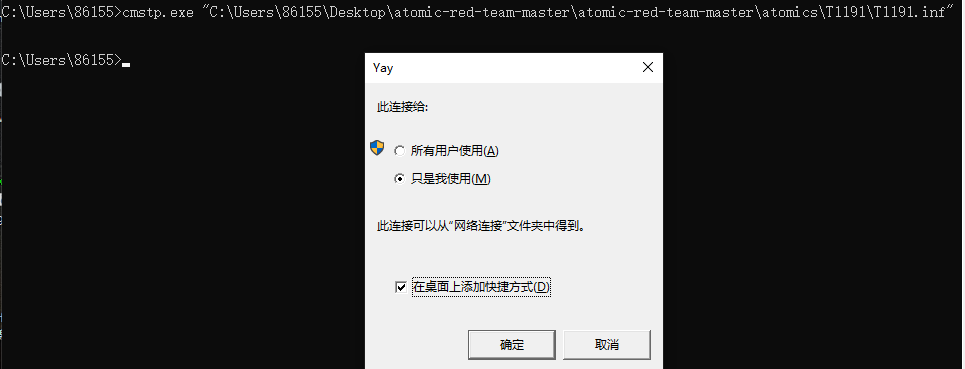 C:\Users\86155>cmstp.exe "C:\Users\86155\Desktop\atomic-red-team-master\atomic-red-team-master\atomics\T1191\T1191.inf"
C:\Users\86155>
Yay
此连接给:
所有用户使用(A)
只是我使用(M)
此连接可以从“网络连接”文件夹中得到。
在桌面上添加快捷方式(D)
确定
取消